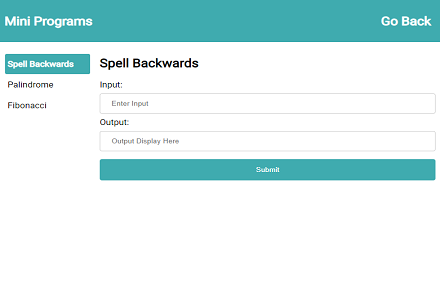 Mini Programs
Go Back
Spell Backwards
Palindrome
Fibonacci
Spell Backwards
Input:
Enter Input
Output:
Output Display Here
Submit